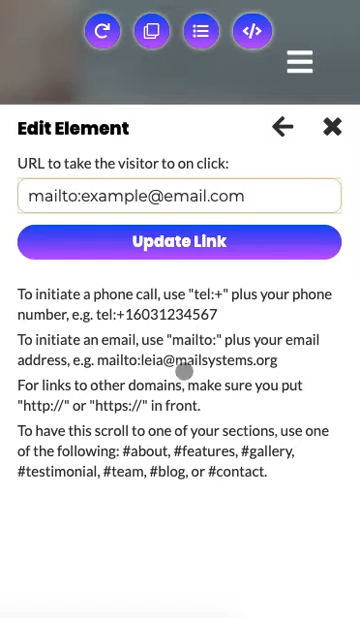 Edit Element
URL to take the visitor to on click:
mailto:example@email.com
Update Link
To initiate a phone call, use "tel:+" plus your phone
number, e.g. tel:+16031234567
To initiate an email, use "mailto:" plus your email
address, e.g. mailto:leia@mailsystems.org
For links to other domains, make sure you put
"http://" or "https://" in front.
To have this scroll to one of your sections, use one
of the following: #about, #features, #gallery,
#testimonial, #team, #blog, or #contact.